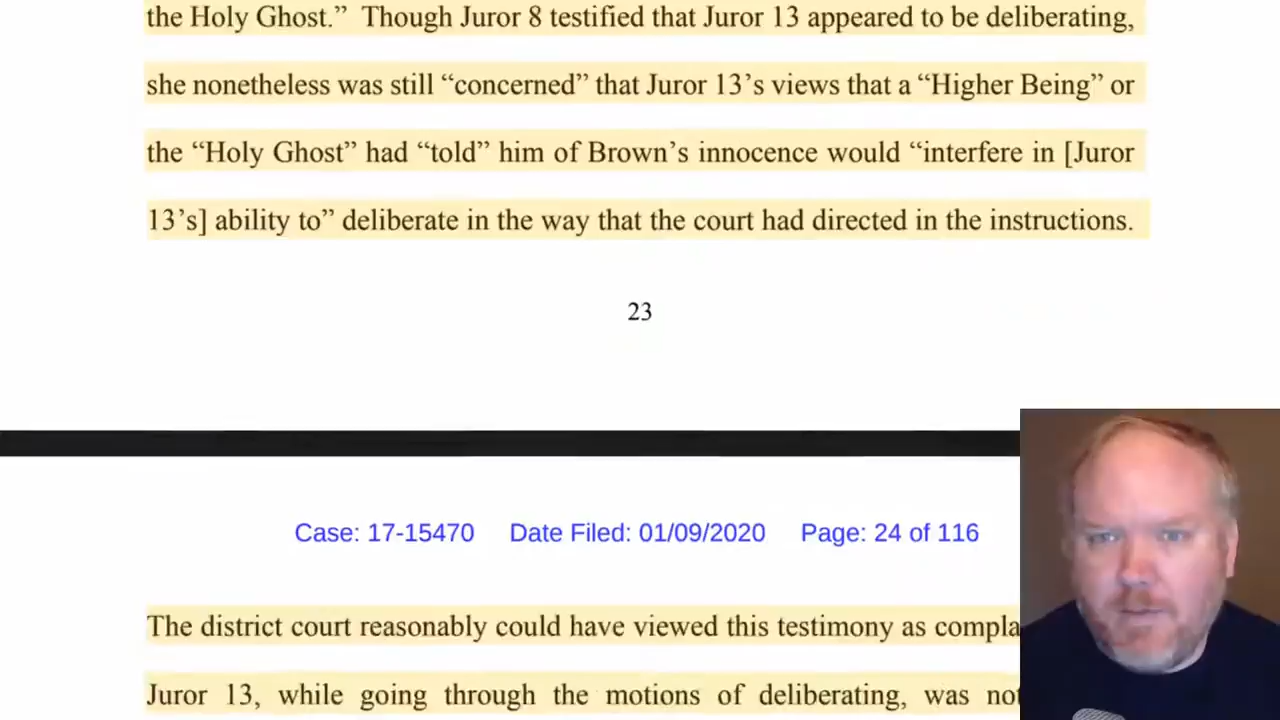 the Holy Ghost.” Though Juror 8 testified that Juror 13 appeared to be deliberating,
she nonetheless was still “concerned” that Juror 13’s views that a “Higher Being” or
the “Holy Ghost” had “told” him of Brown’s innocence would “interfere in [Juror
13’s] ability to” deliberate in the way that the court had directed in the instructions.
23
Case: 17-15470 Date Filed: 01/09/2020 Page: 24 of 116
The district court reasonably could have viewed this testimony as
Juror 13, while going through the motions of deliberating, was